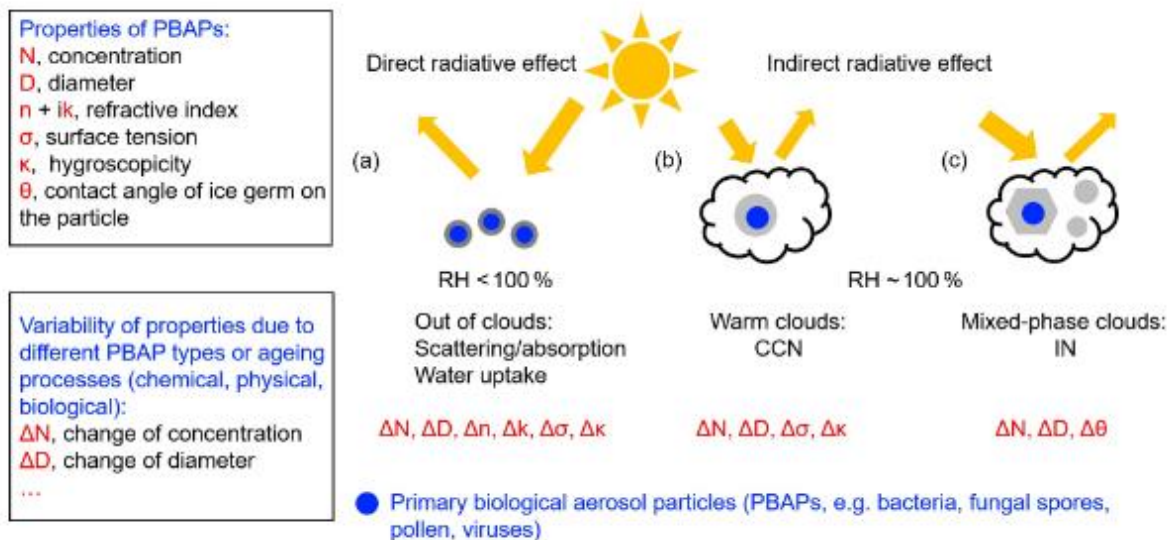 Properties of PBAPs:
N, concentration
D, diameter
n + ik, refractive index
σ, surface tension
κ, hygroscopicity
θ, contact angle of ice germ on
the particle
Variability of properties due to
different PBAP types or ageing
processes (chemical, physical,
biological):
ΔN, change of concentration
ΔD, change of diameter
…
Direct radiative effect
Indirect radiative effect
(a)
(b)
(c)
RH < 100 %
RH ~ 100 %
Out of clouds:
Scattering/absorption
Water uptake
Warm clouds:
CCN
Mixed-phase clouds:
IN
ΔN, ΔD, Δn, Δk, Δσ, Δκ
ΔN, ΔD, Δσ, Δκ
ΔN, ΔD, Δθ
Primary biological aerosol particles (PBAPs, e.g. bacteria, fungal spores,
pollen, viruses)